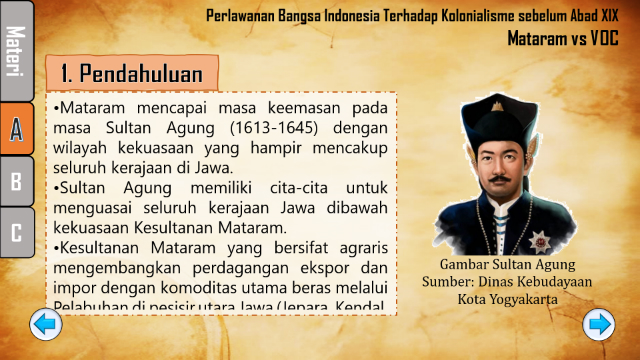 Perlawanan Bangsa Indonesia Terhadap Kolonialisme sebelum Abad XIX
Mataram vs VOC
Materi
A
B
C
1. Pendahuluan
•Mataram mencapai masa keemasan pada
masa Sultan Agung (1613-1645) dengan
wilayah kekuasaan yang hampir mencakup
seluruh kerajaan di Jawa.
•Sultan Agung memiliki cita-cita untuk
menguasai seluruh kerajaan Jawa dibawah
kekuasaan Kesultanan Mataram.
•Kesultanan Mataram yang bersifat agraris
mengembangkan perdagangan ekspor dan
impor dengan komoditas utama beras melalui
Pelabuhan di pesisir utara Jawa (Jepara, Kendal,
Gambar Sultan Agung
Sumber: Dinas Kebudayaan
Kota Yogyakarta